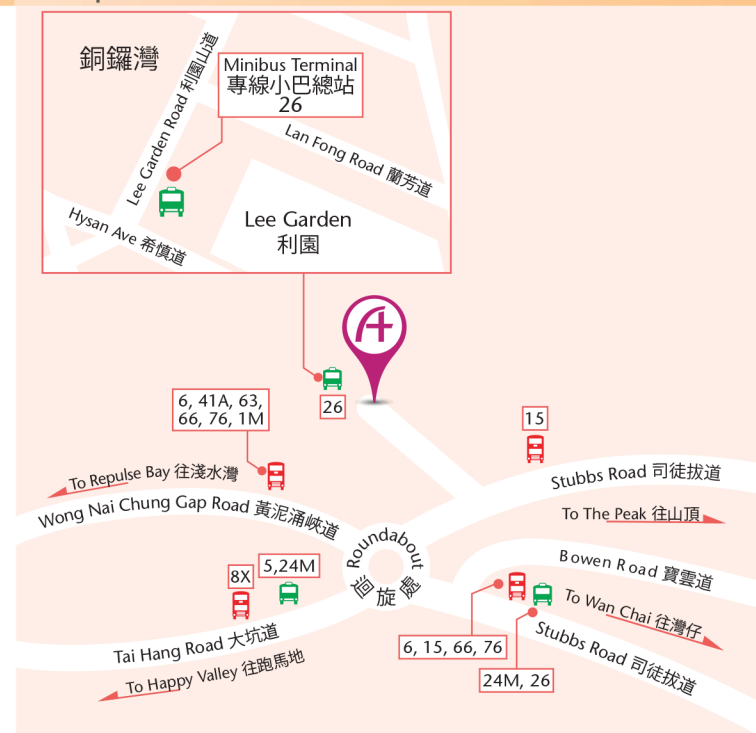 銅鑼灣
Lee Garden Road 利園山道
Minibus Terminal
專線小巴總站
26
Lan Fong Road 蘭芳道
Hysan Ave 希慎道
Lee Garden
利園
26
6, 41A, 63,
66, 76, 1M
15
To Repulse Bay 往淺水灣
Wong Nai Chung Gap Road 黃泥涌峽道
Stubbs Road 司徒拔道
To The Peak 往山頂
Roundabout
迴旋處
Bowen Road 寶雲道
8X
5,24M
To Wan Chai 往灣仔
Tai Hang Road 大坑道
To Happy Valley 往跑馬地
6, 15, 66, 76
24M, 26
Stubbs Road 司徒拔道